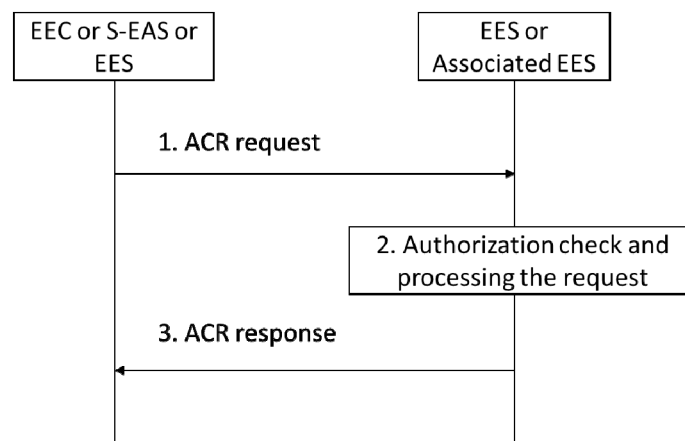 EEC or S-EAS or
EES
EES or
Associated EES
1. ACR request
2. Authorization check and
processing the request
3. ACR response